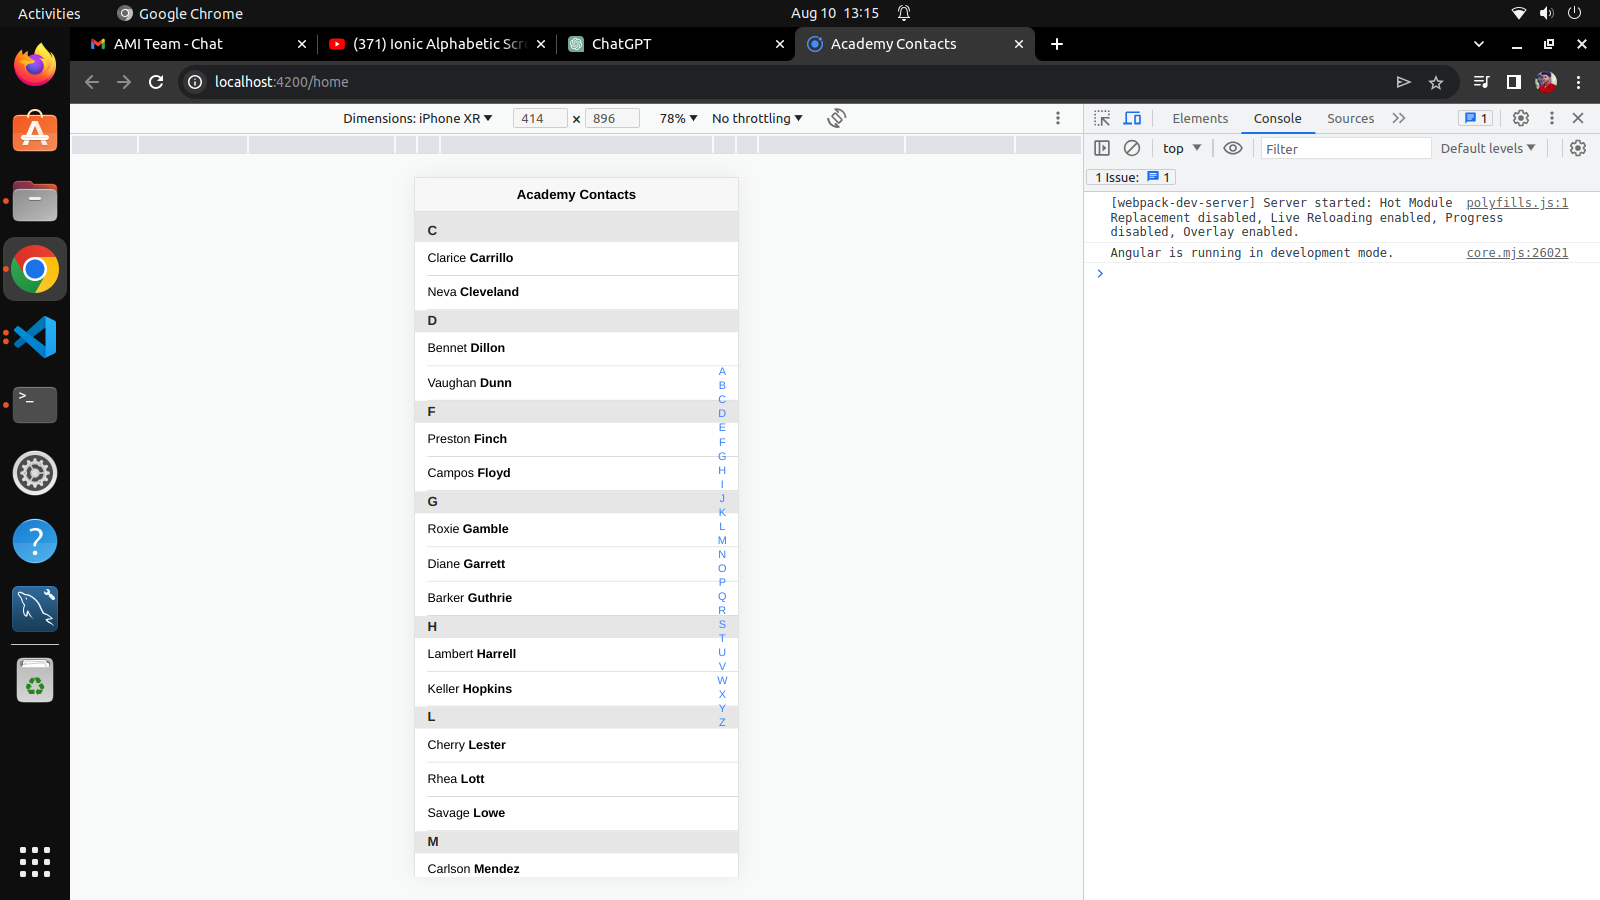 Activities
Google Chrome
Aug 10 13:15
AMI Team - Chat
(371) Ionic Alphabetic Scr
ChatGPT
Academy Contacts
localhost:4200/home
Dimensions: iPhone XR
414 × 896
78%
No throttling
Elements
Console
Sources
1
top
Filter
Default levels
1 Issue: 1
[webpack-dev-server] Server started: Hot Module polyfills.js:1
Replacement disabled, Live Reloading enabled, Progress
disabled, Overlay enabled.
Angular is running in development mode. core.mjs:26021
Academy Contacts
C
Clarice Carrillo
Neva Cleveland
D
Bennet Dillon
Vaughan Dunn
F
Preston Finch
Campos Floyd
G
Roxie Gamble
Diane Garrett
Barker Guthrie
H
Lambert Harrell
Keller Hopkins
L
Cherry Lester
Rhea Lott
Savage Lowe
M
Carlson Mendez
A
B
C
D
E
F
G
H
I
J
K
L
M
N
O
P
Q
R
S
T
U
V
W
X
Y
Z